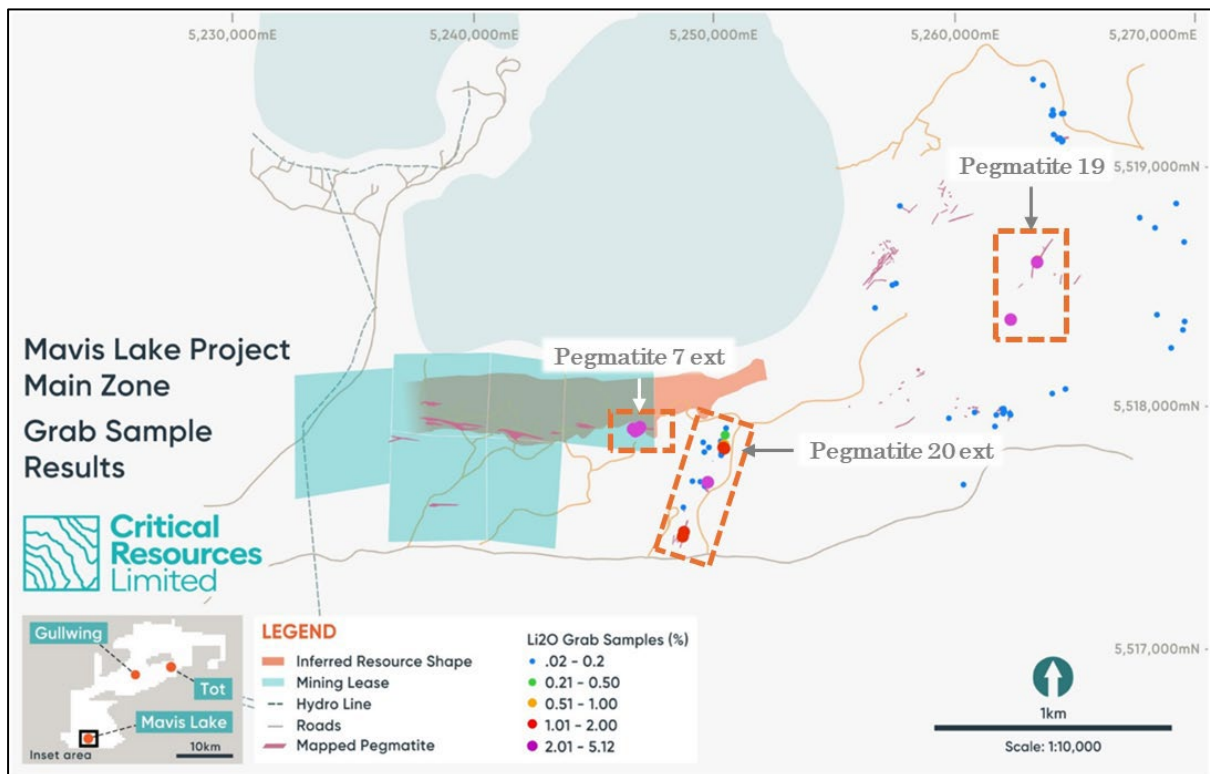 5,230,000mE
5,240,000mE
5,250,000mE
5,260,000mE
5,270,000mE
Pegmatite 19
5,519,000mN
Mavis Lake Project
Main Zone
Grab Sample
Results
Pegmatite 7 ext
5,518,000mN
Pegmatite 20 ext
Critical
Resources
Limited
5,517,000mN
Gullwing
Tot
Mavis Lake
Inset area
10km
LEGEND
Inferred Resource Shape
Mining Lease
Hydro Line
Roads
Mapped Pegmatite
Li2O Grab Samples (%)
.02 - 0.2
0.21 - 0.50
0.51 - 1.00
1.01 - 2.00
2.01 - 5.12
1km
Scale: 1:10,000